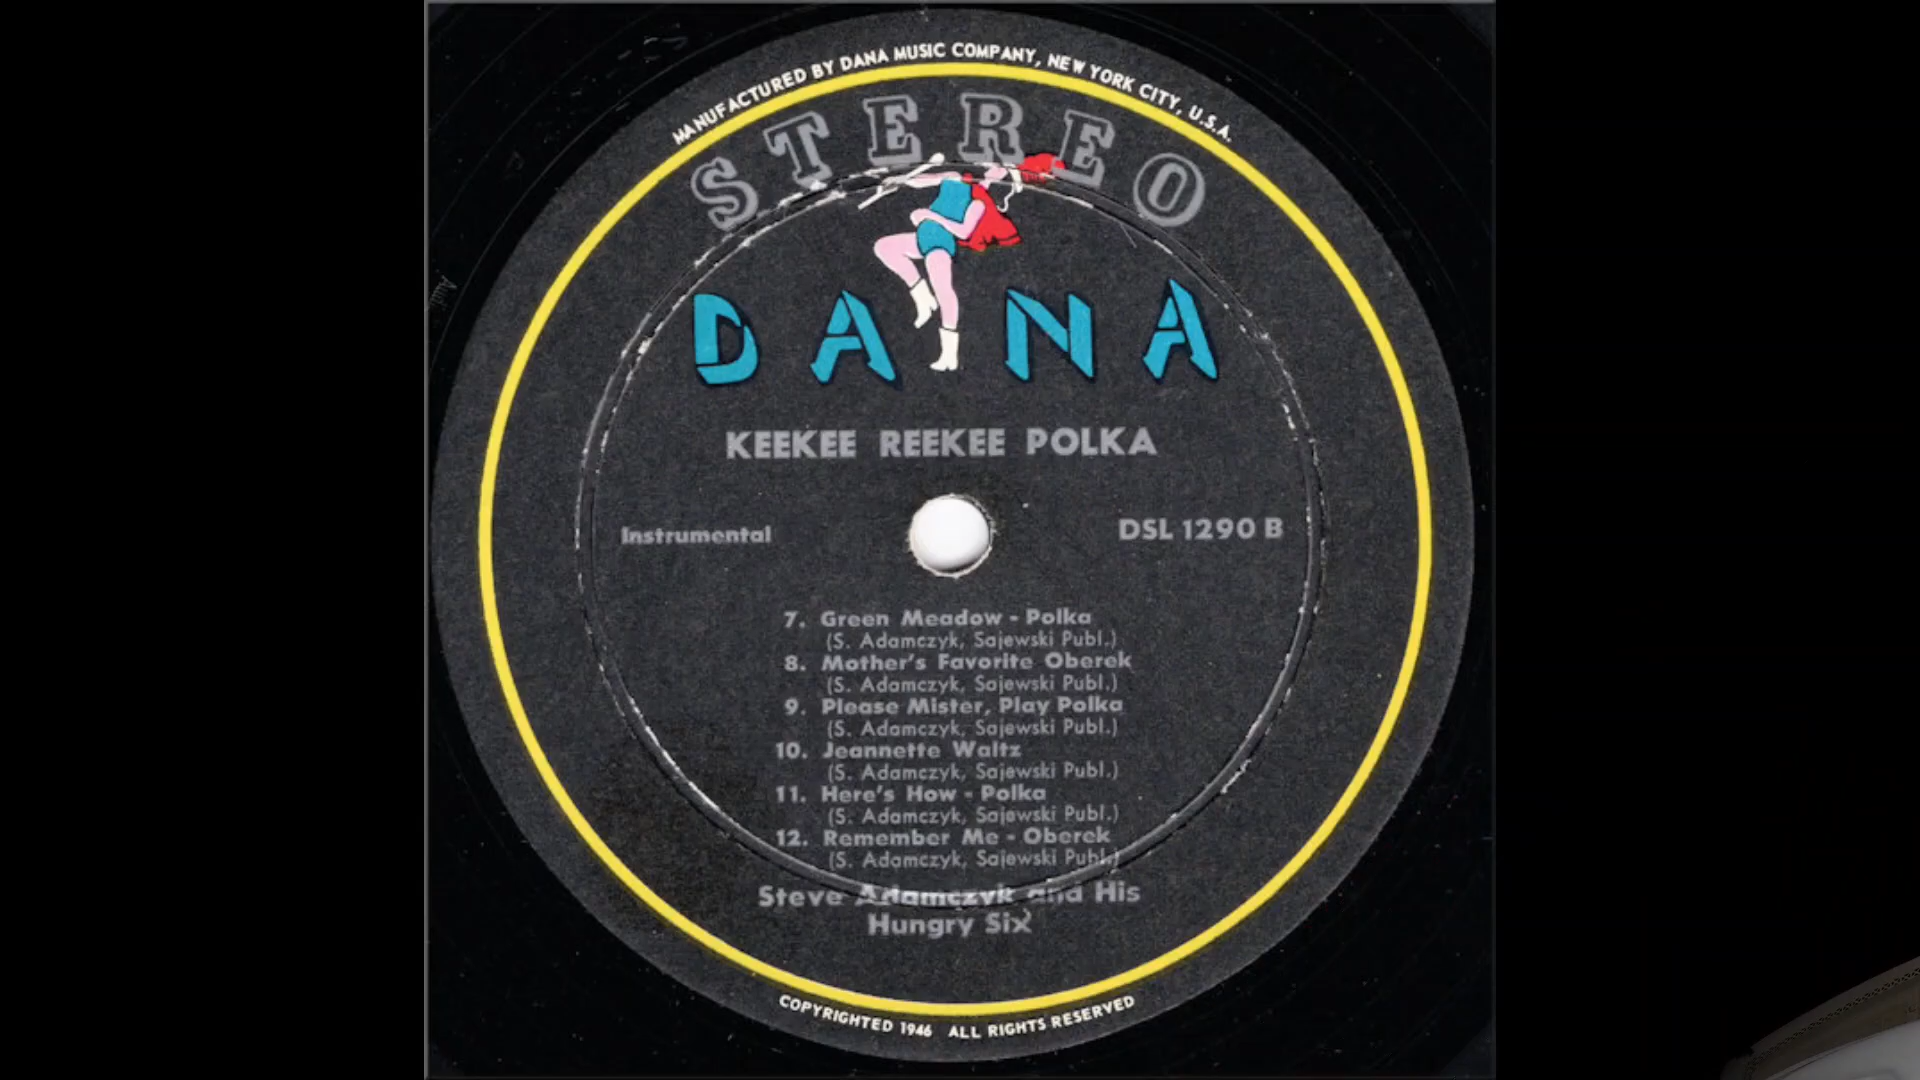 MANUFACTURED BY DANA MUSIC COMPANY, NEW YORK CITY, U.S.A.
STEREO
DANA
KEEKEE REEKEE POLKA
Instrumental
DSL 1290 B
7. Green Meadow - Polka
(S. Adamczyk, Sajewski Publ.)
8. Mother's Favorite Oberek
(S. Adamczyk, Sajewski Publ.)
9. Please Mister, Play Polka
(S. Adamczyk, Sajewski Publ.)
10. Jeannette Waltz
(S. Adamczyk, Sajewski Publ.)
11. Here's How - Polka
(S. Adamczyk, Sajewski Publ.)
12. Remember Me - Oberek
(S. Adamczyk, Sajewski Publ.)
Steve Adamczyk and His
Hungry Six
COPYRIGHTED 1946 ALL RIGHTS RESERVED